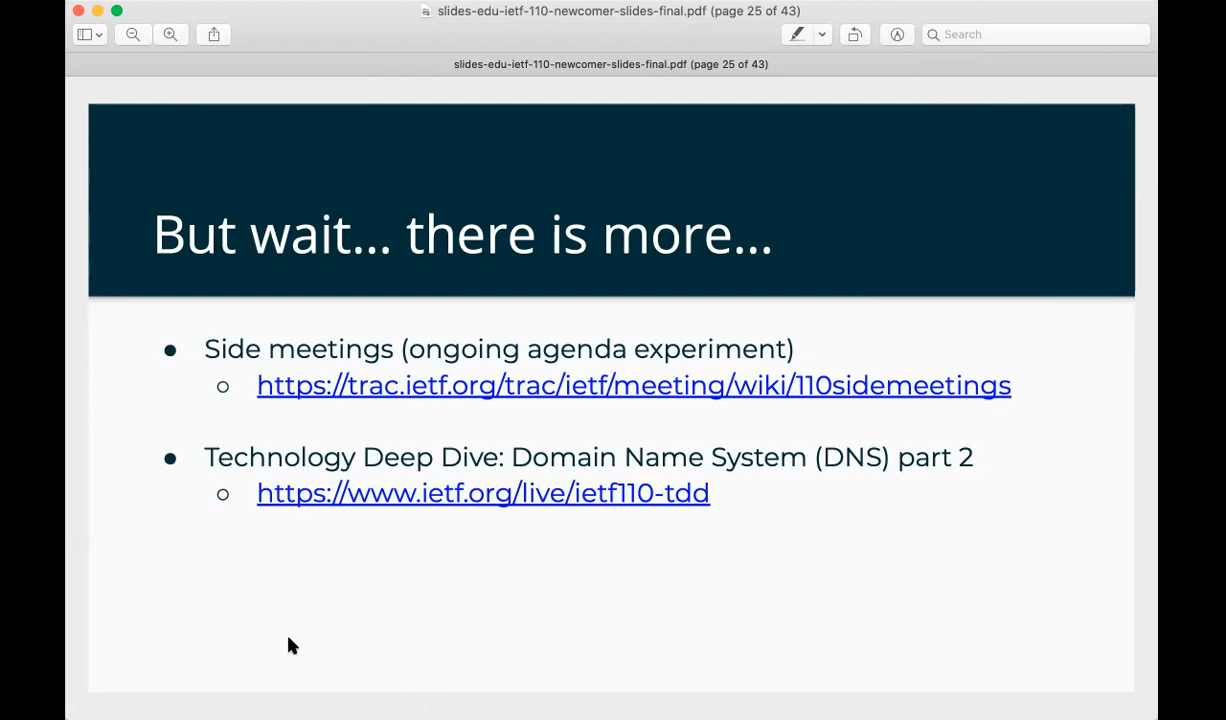 slides-edu-ietf-110-newcomer-slides-final.pdf (page 25 of 43)
Search
slides-edu-ietf-110-newcomer-slides-final.pdf (page 25 of 43)
But wait... there is more...
● Side meetings (ongoing agenda experiment)
○ https://trac.ietf.org/trac/ietf/meeting/wiki/110sidemeetings
● Technology Deep Dive: Domain Name System (DNS) part 2
○ https://www.ietf.org/live/ietf110-tdd